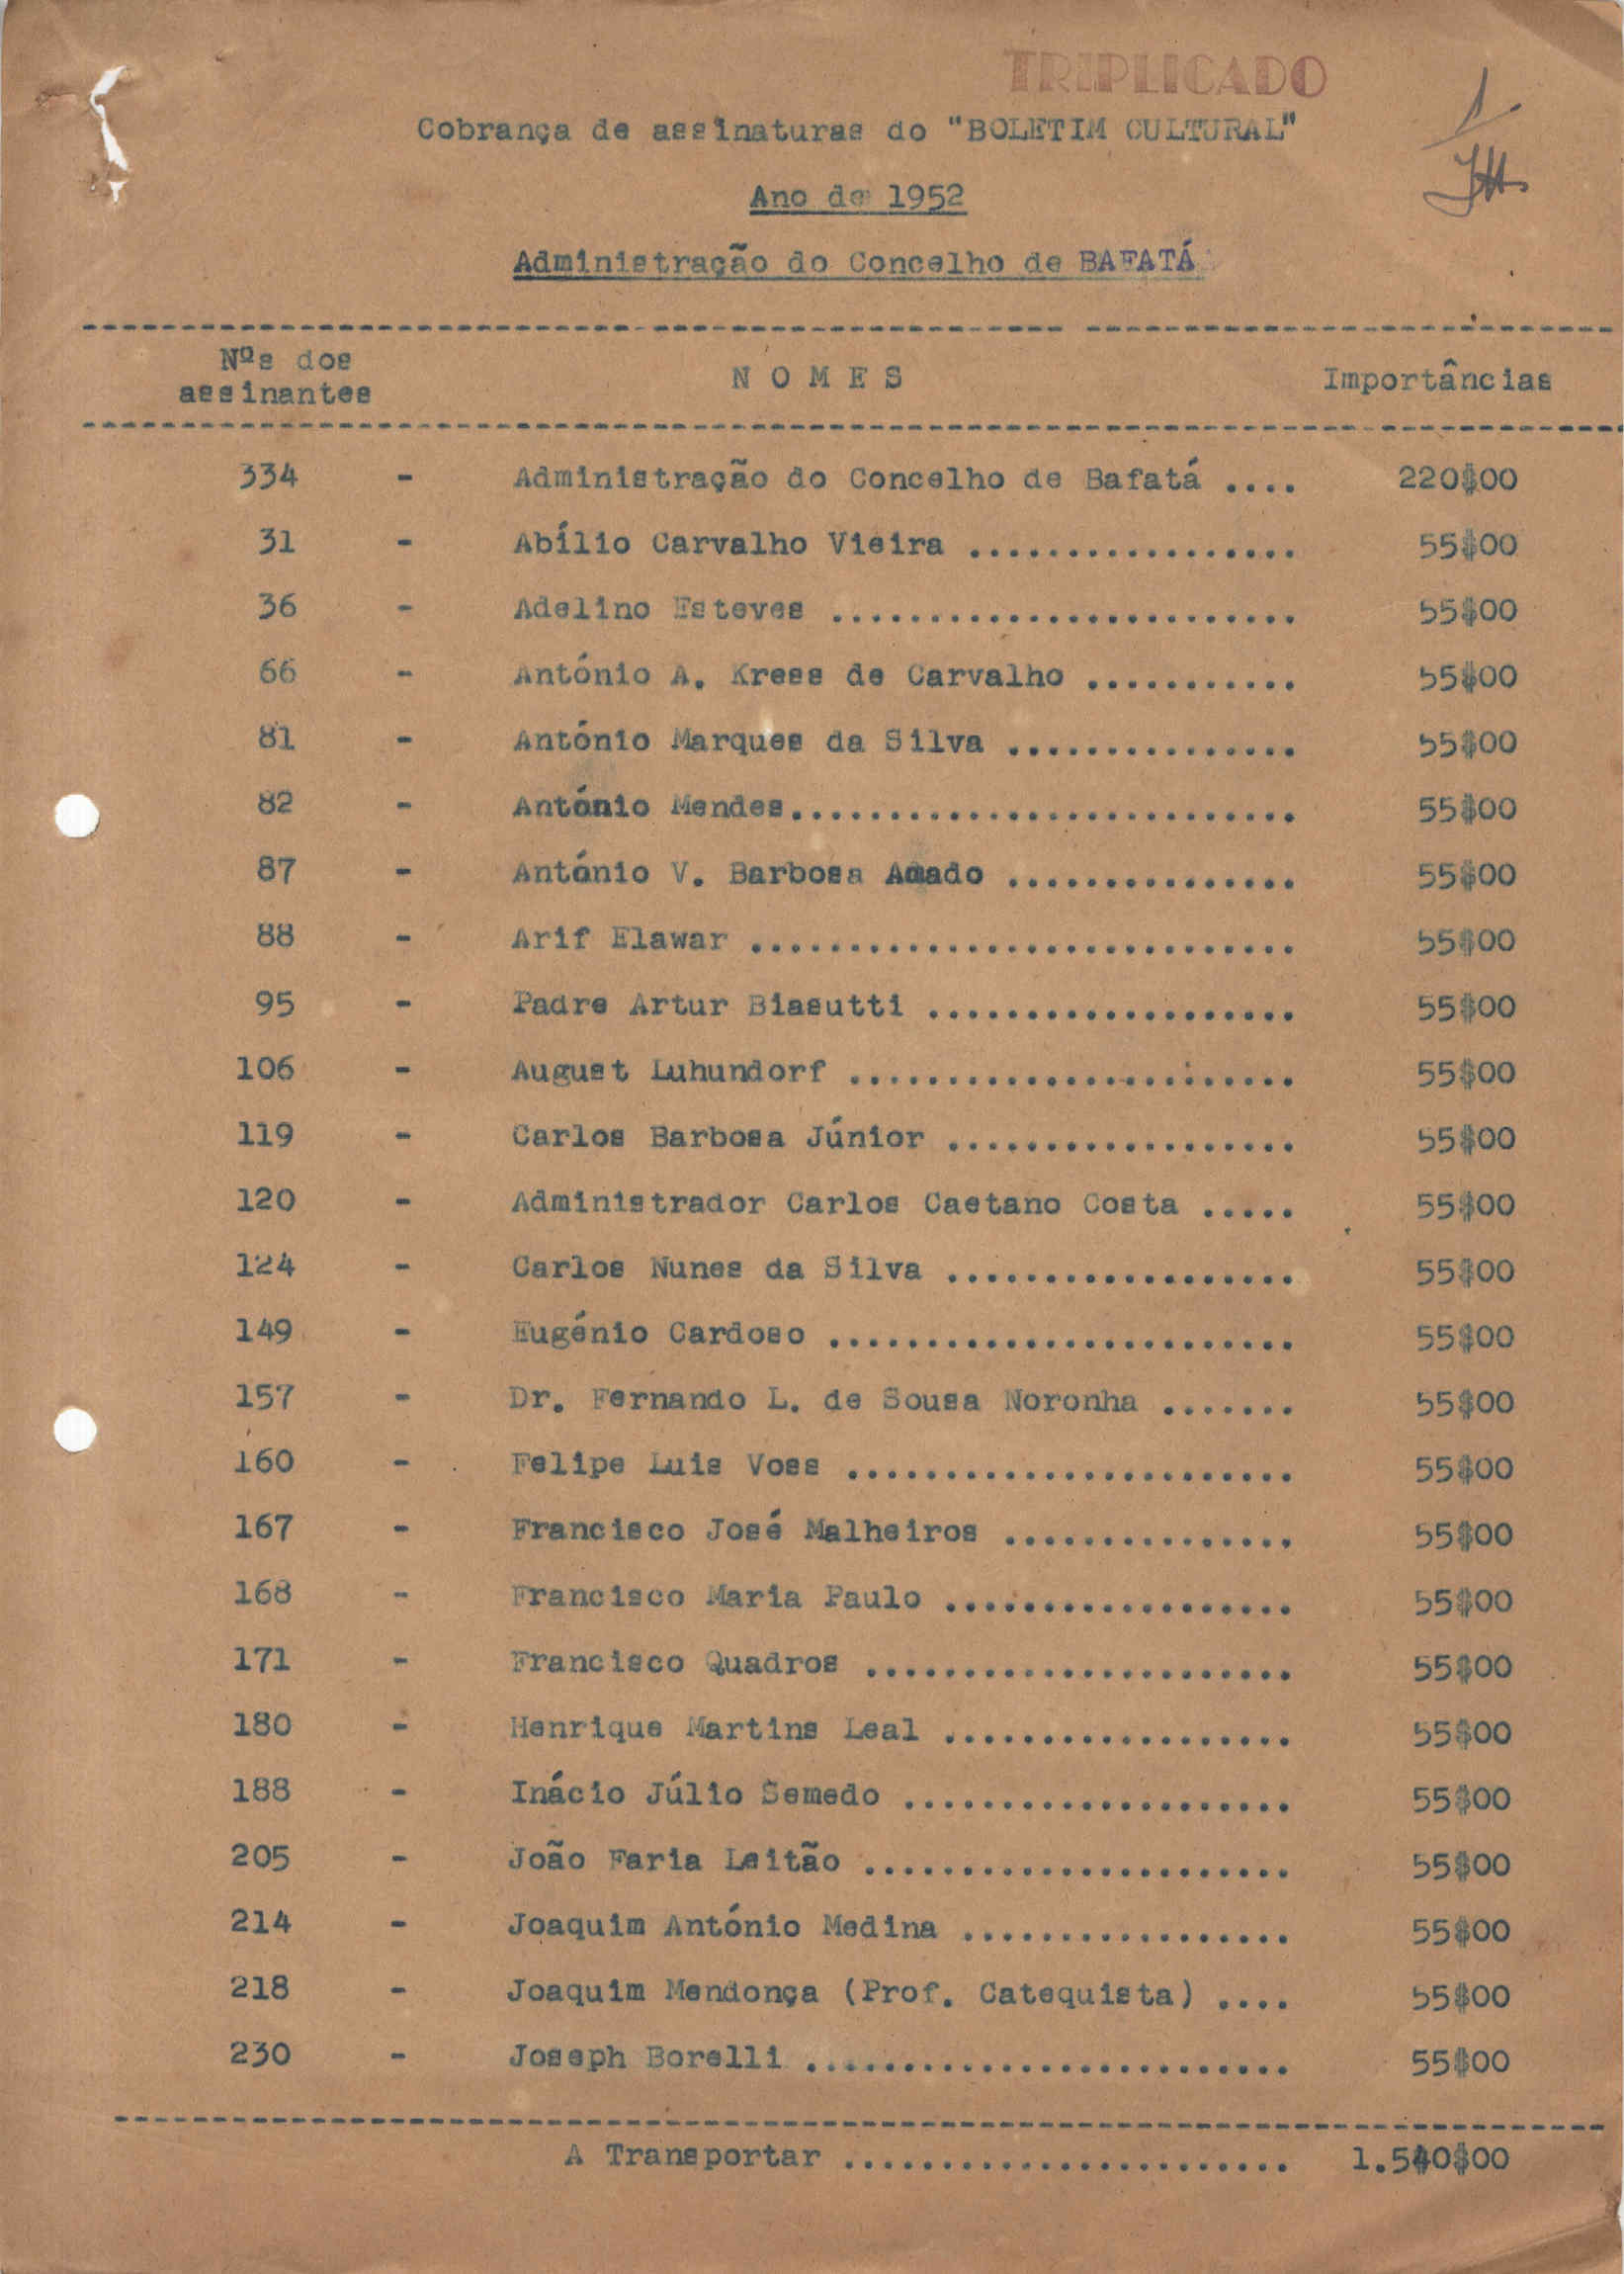 TRIPLICADO
Cobrança de assinaturas do "BOLETIM CULTURAL"
Ano de 1952
Administração do Concelho de BAFATÁ
Nºs dos assinantes N O M E S Importâncias
334 - Administração do Concelho de Bafatá .... 220$00
31 - Abílio Carvalho Vieira ................. 55$00
36 - Adelino Esteves ........................ 55$00
66 - António A. Kress de Carvalho ........... 55$00
81 - António Marques da Silva ............... 55$00
82 - António Mendes.......................... 55$00
87 - António V. Barbosa Amado ............... 55$00
88 - Arif Elawar ............................ 55$00
95 - Padre Artur Biasutti ................... 55$00
106 - August Luhundorf ....................... 55$00
119 - Carlos Barbosa Júnior .................. 55$00
120 - Administrador Carlos Caetano Costa ..... 55$00
124 - Carlos Nunes da Silva .................. 55$00
149 - Eugénio Cardoso ........................ 55$00
157 - Dr. Fernando L. de Sousa Noronha ....... 55$00
160 - Felipe Luis Voss ....................... 55$00
167 - Francisco José Malheiros ............... 55$00
168 - Francisco Maria Paulo .................. 55$00
171 - Francisco Quadros ...................... 55$00
180 - Henrique Martins Leal .................. 55$00
188 - Inácio Júlio Semedo .................... 55$00
205 - João Faria Leitão ...................... 55$00
214 - Joaquim António Medina ................. 55$00
218 - Joaquim Mendonça (Prof. Catequista) .... 55$00
230 - Joseph Borelli ......................... 55$00
A Transportar ....................... 1.540$00